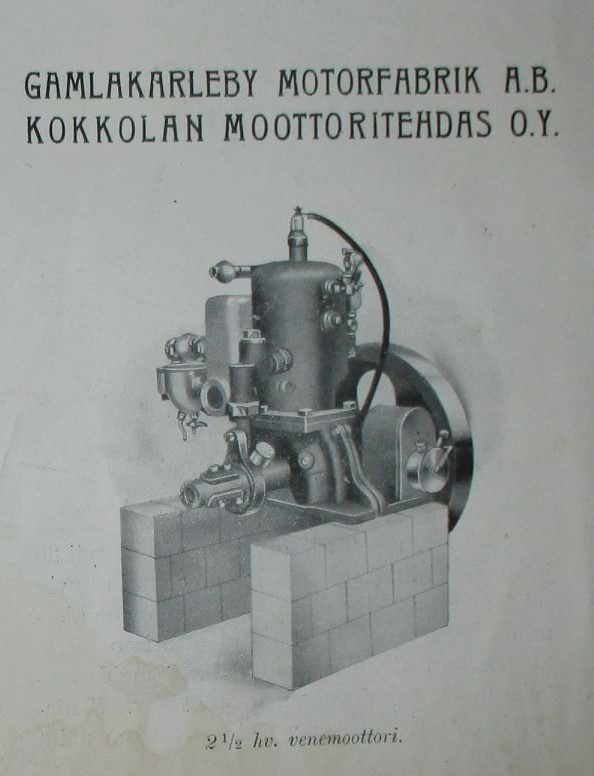 GAMLAKARLEBY MOTORFABRIK A.B.
KOKKOLAN MOOTTORITEHDAS O.Y.
2 1/2 hv. venemoottori.